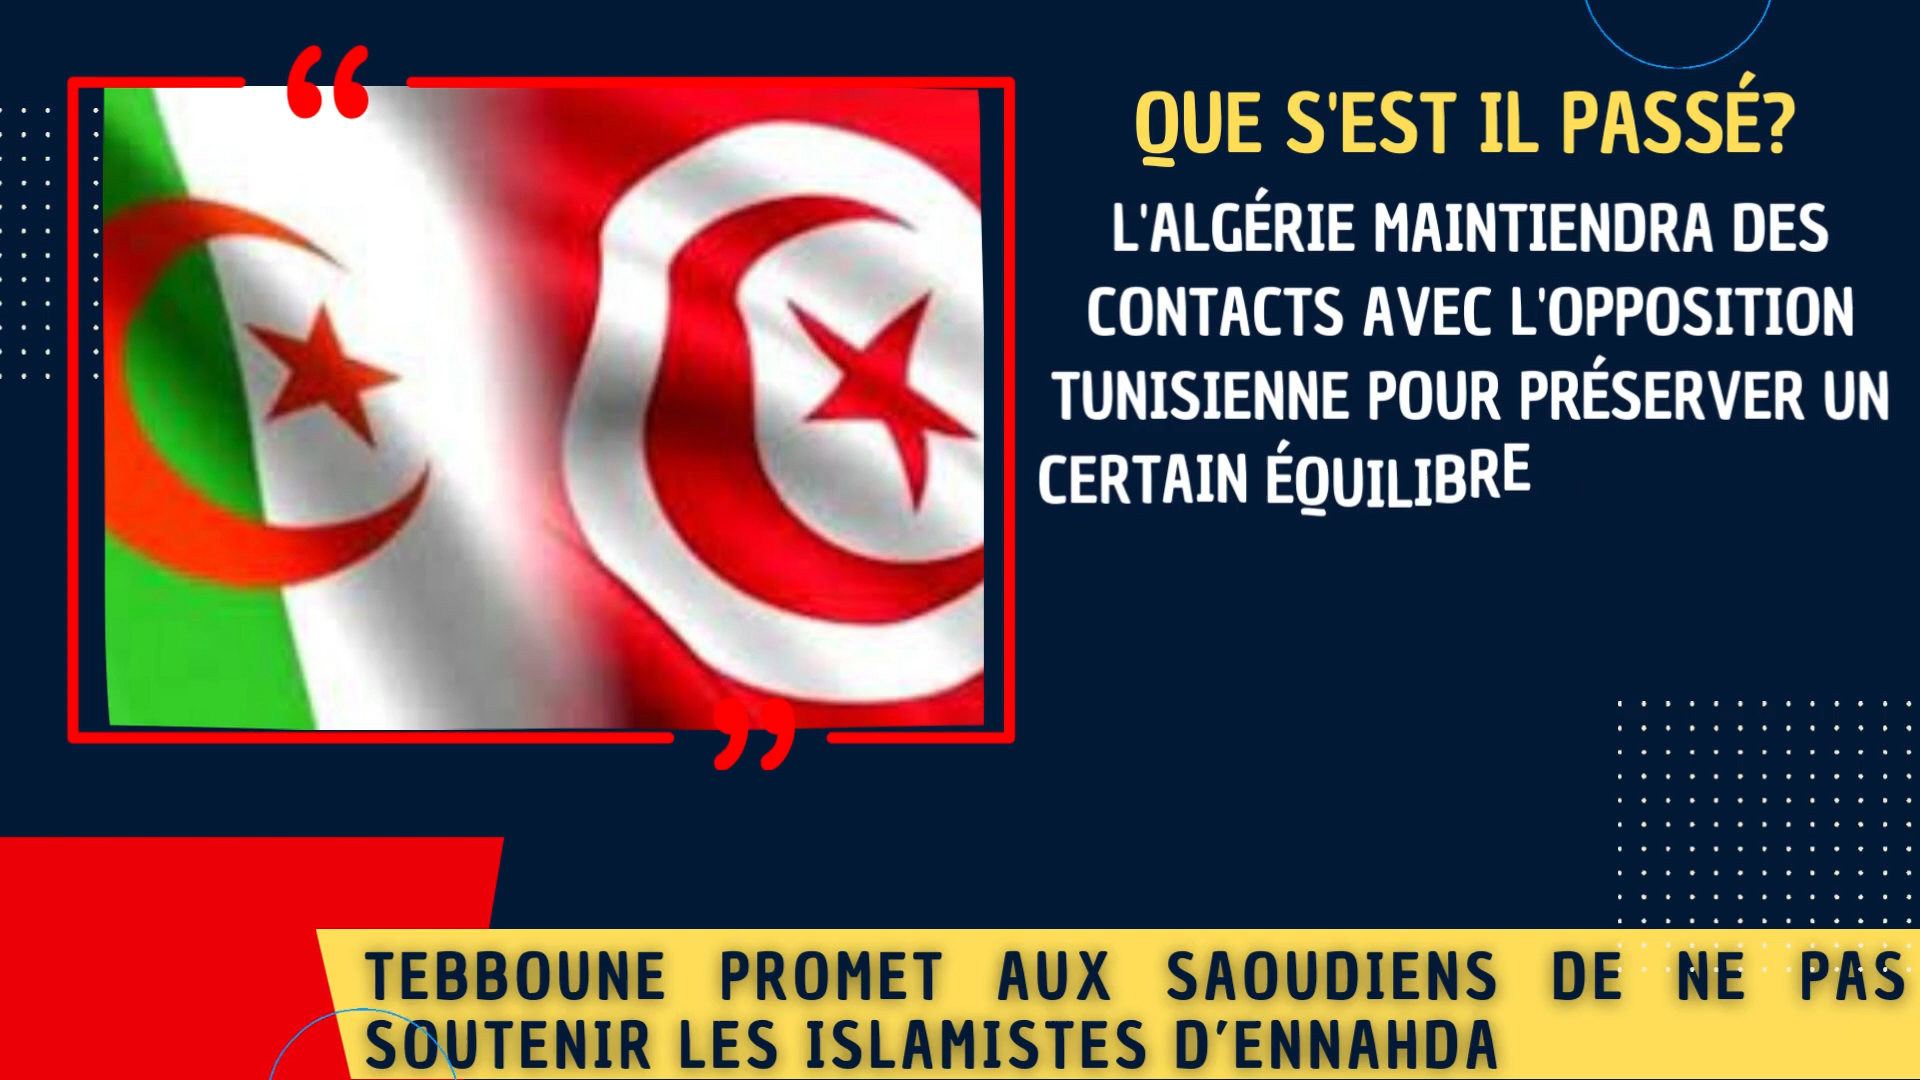 QUE S'EST IL PASSÉ?
L'ALGÉRIE MAINTIENDRA DES
CONTACTS AVEC L'OPPOSITION
TUNISIENNE POUR PRÉSERVER UN
CERTAIN ÉQUILIBRE
TEBBOUNE PROMET AUX SAOUDIENS DE NE PAS
SOUTENIR LES ISLAMISTES D’ENNAHDA